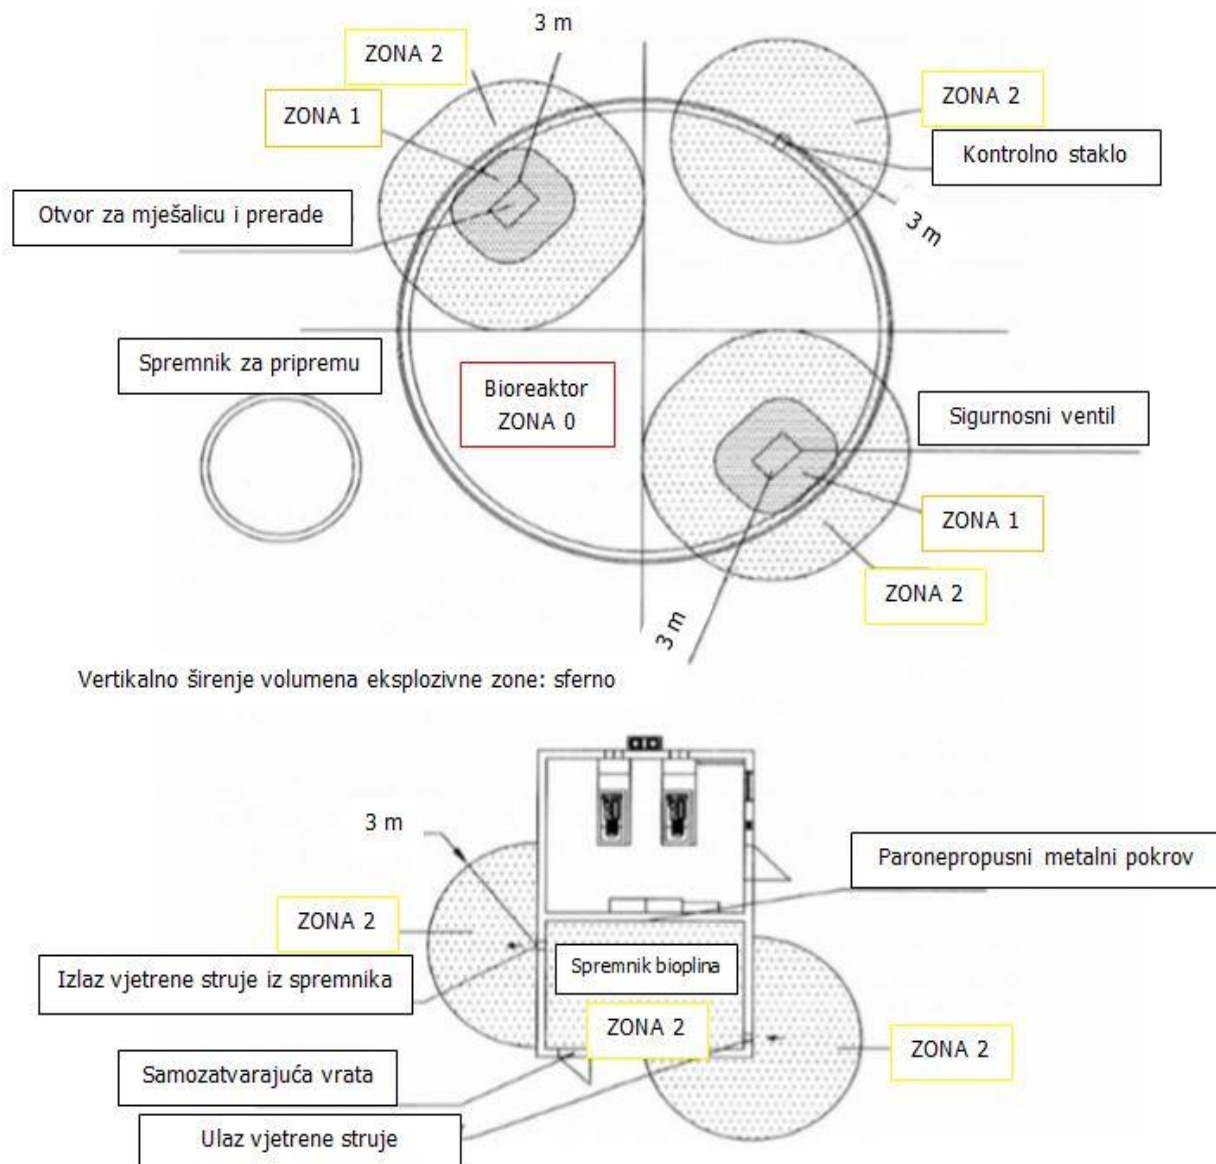 3 m
ZONA 2
ZONA 2
ZONA 1
Kontrolno staklo
Otvor za mješalicu i prerade
3 m
Spremnik za pripremu
Bioreaktor
ZONA 0
Sigurnosni ventil
ZONA 1
ZONA 2
3 m
Vertikalno širenje volumena eksplozivne zone: sferno
3 m
Paronepropusni metalni pokrov
ZONA 2
Spremnik bioplina
Izlaz vjetrene struje iz spremnika
ZONA 2
ZONA 2
Samozatvarajuća vrata
Ulaz vjetrene struje